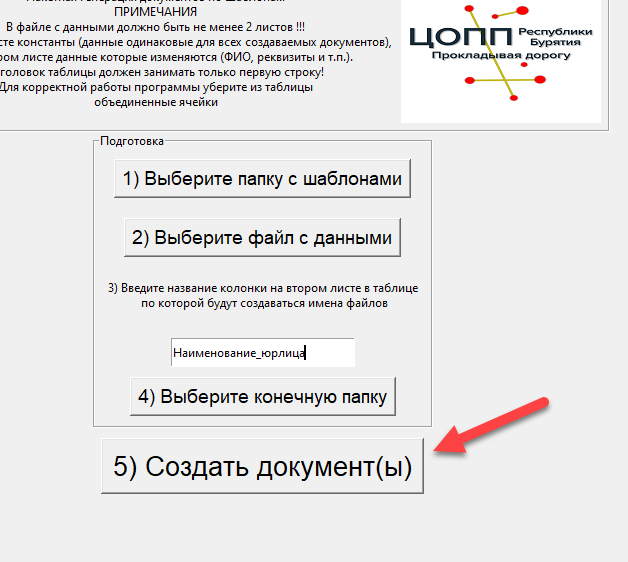 ПРИМЕЧАНИЯ
В файле с данными должно быть не менее 2 листов !!!
константы (данные одинаковые для всех создаваемых документов),
листе данные которые изменяются (ФИО, реквизиты и т.п.).
головок таблицы должен занимать только первую строку!
Для корректной работы программы уберите из таблицы
объединенные ячейки
ЦОПП Республики
Бурятия
Прокладывая дорогу
Подготовка
1) Выберите папку с шаблонами
2) Выберите файл с данными
3) Введите название колонки на втором листе в таблице
по которой будут создаваться имена файлов
Наименование_юрлица
4) Выберите конечную папку
5) Создать документ(ы)